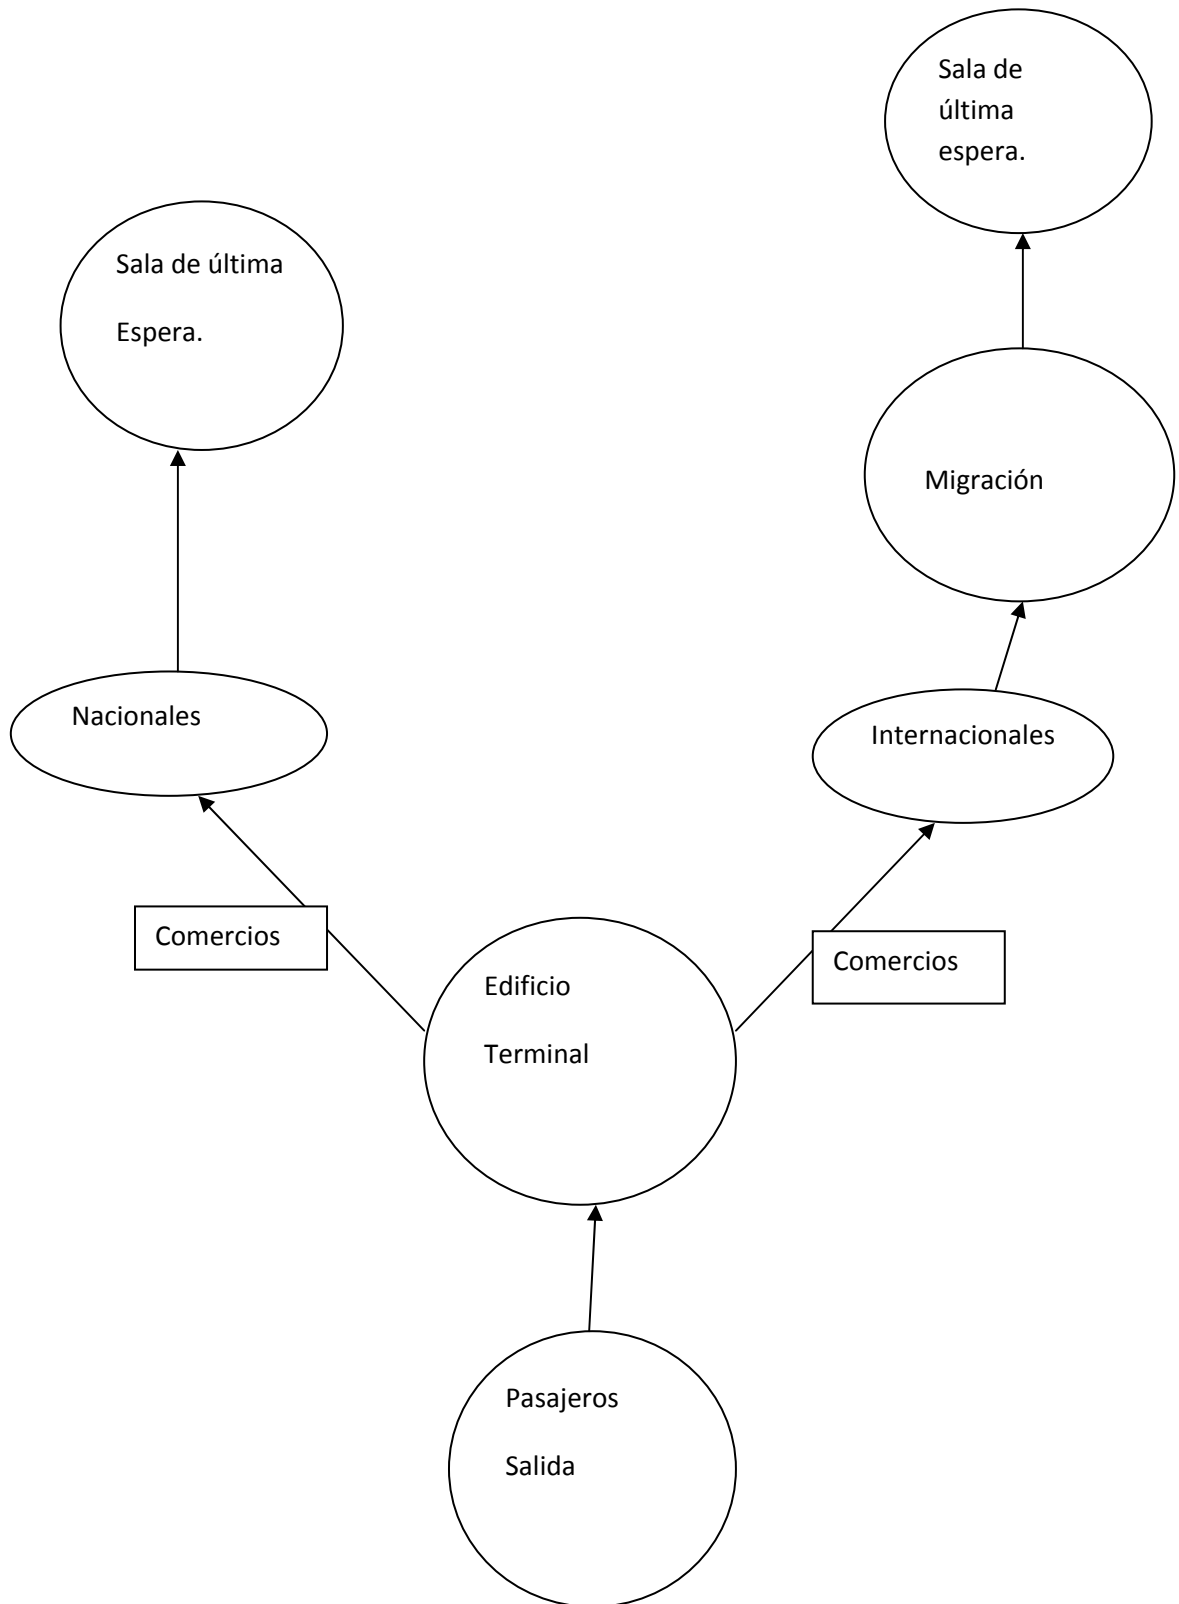 Sala de
última
espera.
Sala de última
Espera.
Migración
Nacionales
Internacionales
Comercios
Comercios
Edificio
Terminal
Pasajeros
Salida